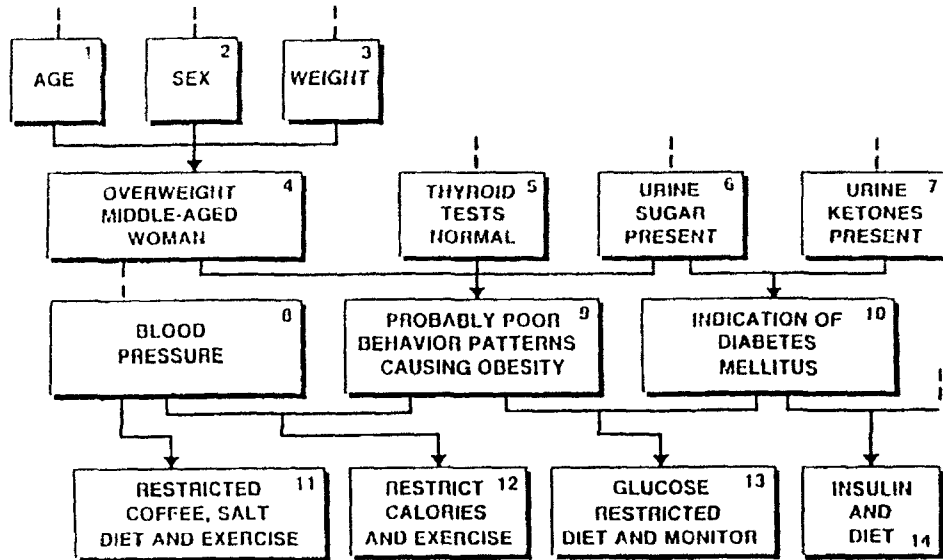 1
AGE
2
SEX
3
WEIGHT
4
OVERWEIGHT
MIDDLE-AGED
WOMAN
5
THYROID
TESTS
NORMAL
6
URINE
SUGAR
PRESENT
7
URINE
KETONES
PRESENT
8
BLOOD
PRESSURE
9
PROBABLY POOR
BEHAVIOR PATTERNS
CAUSING OBESITY
10
INDICATION OF
DIABETES
MELLITUS
RESTRICTED 11
COFFEE, SALT
DIET AND EXERCISE
RESTRICT 12
CALORIES
AND EXERCISE
GLUCOSE 13
RESTRICTED
DIET AND MONITOR
INSULIN
AND
DIET 14